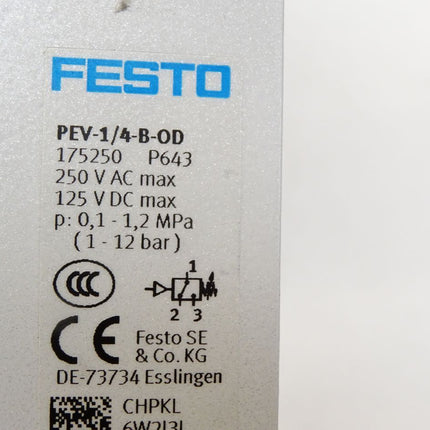 FESTO
PEV-1/4-B-OD
175250 P643
250 V AC max
125 V DC max
p: 0,1 - 1,2 MPa
( 1 - 12 bar )
CCC
1
2 3
CE
Festo SE
& Co. KG
DE-73734 Esslingen
CHPKL